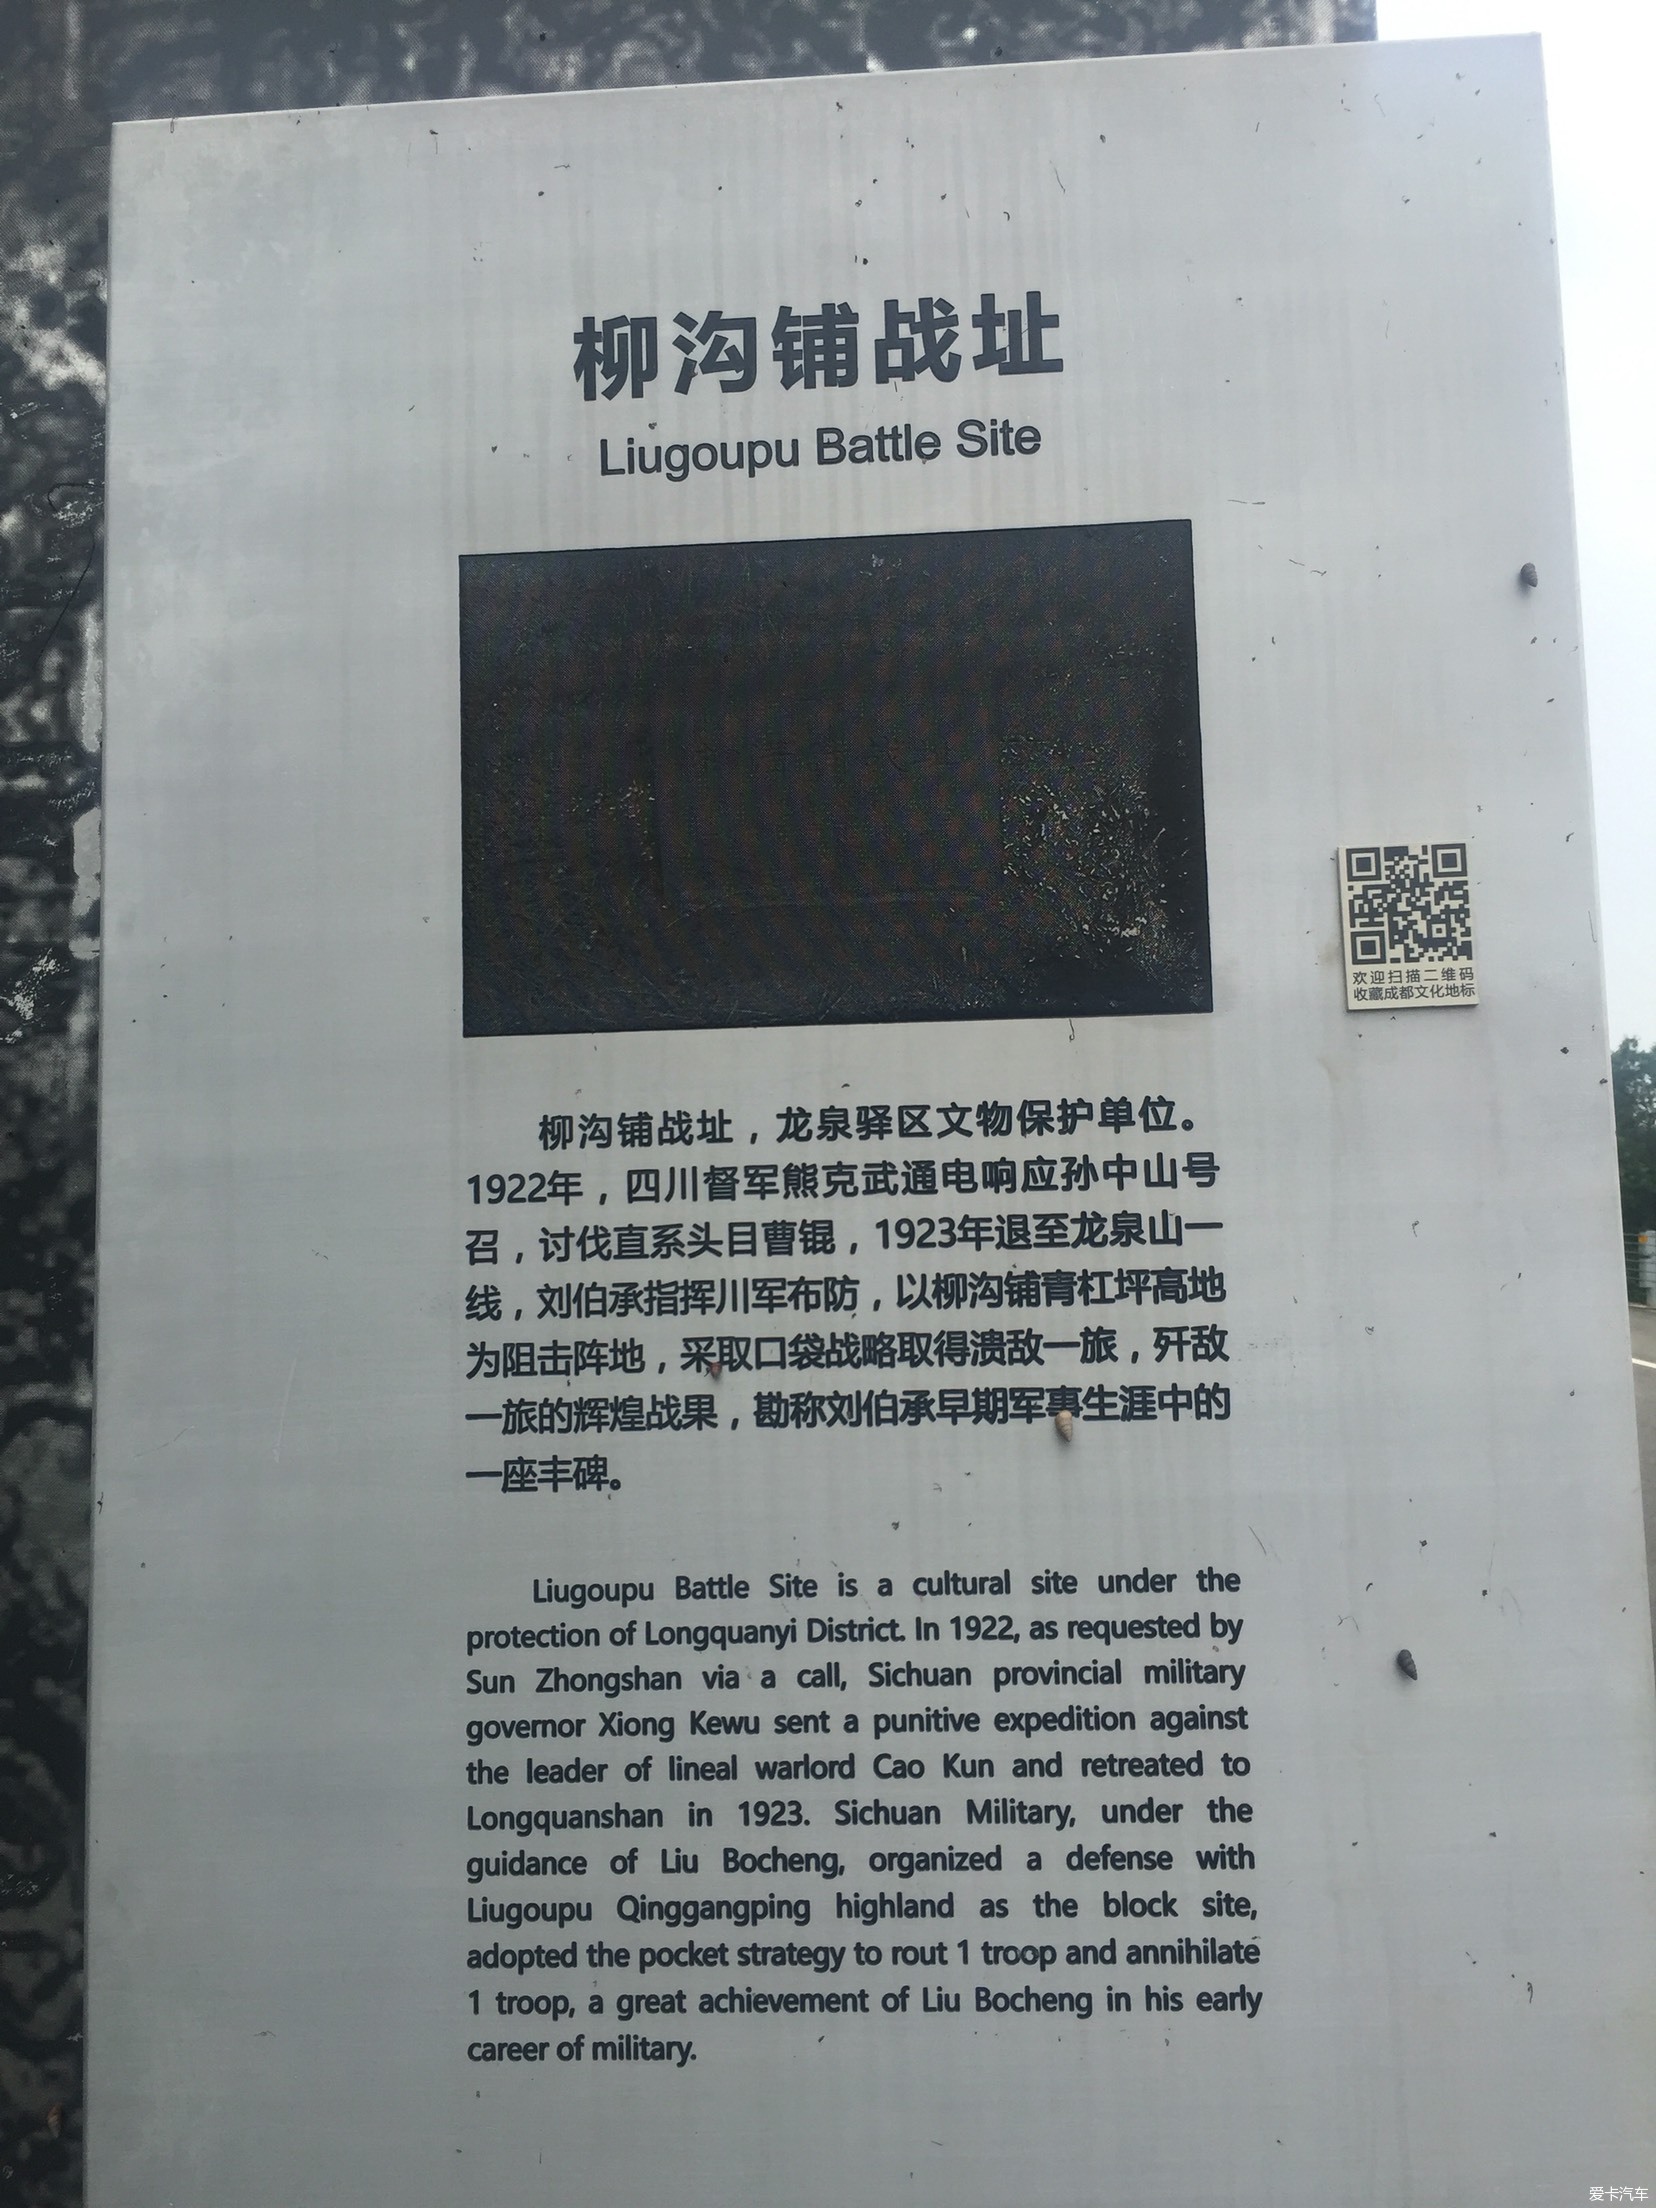 柳沟铺战址
Liugoupu Battle Site
欢迎扫描二维码
收藏成都文化地标
柳沟铺战址，龙泉驿区文物保护单位。
1922年，四川督军熊克武通电响应孙中山号
召，讨伐直系头目曹锟，1923年退至龙泉山一
线，刘伯承指挥川军布防，以柳沟铺青杠坪高地
为阻击阵地，采取口袋战略取得溃敌一旅，歼敌
一旅的辉煌战果，勘称刘伯承早期军事生涯中的
一座丰碑。
Liugoupu Battle Site is a cultural site under the
protection of Longquanyi District. In 1922, as requested by
Sun Zhongshan via a call, Sichuan provincial military
governor Xiong Kewu sent a punitive expedition against
the leader of lineal warlord Cao Kun and retreated to
Longquanshan in 1923. Sichuan Military, under the
guidance of Liu Bocheng, organized a defense with
Liugoupu Qinggangping highland as the block site,
adopted the pocket strategy to rout 1 troop and annihilate
1 troop, a great achievement of Liu Bocheng in his early
career of military.
爱卡汽车